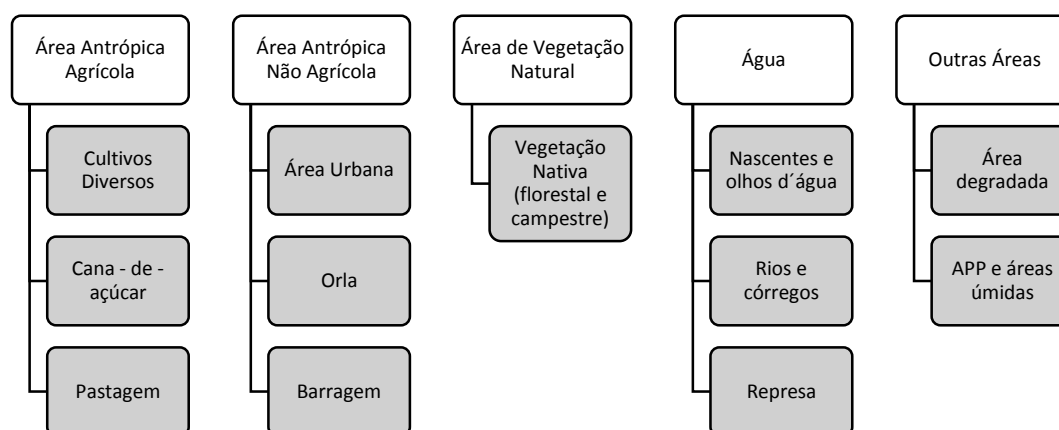 Área Antrópica
Agrícola
Cultivos
Diversos
Cana - de -
açúcar
Pastagem
Área Antrópica
Não Agrícola
Área Urbana
Orla
Barragem
Área de Vegetação
Natural
Vegetação
Nativa
(florestal e
campestre)
Água
Nascentes e
olhos d´água
Rios e
córregos
Represa
Outras Áreas
Área
degradada
APP e áreas
úmidas